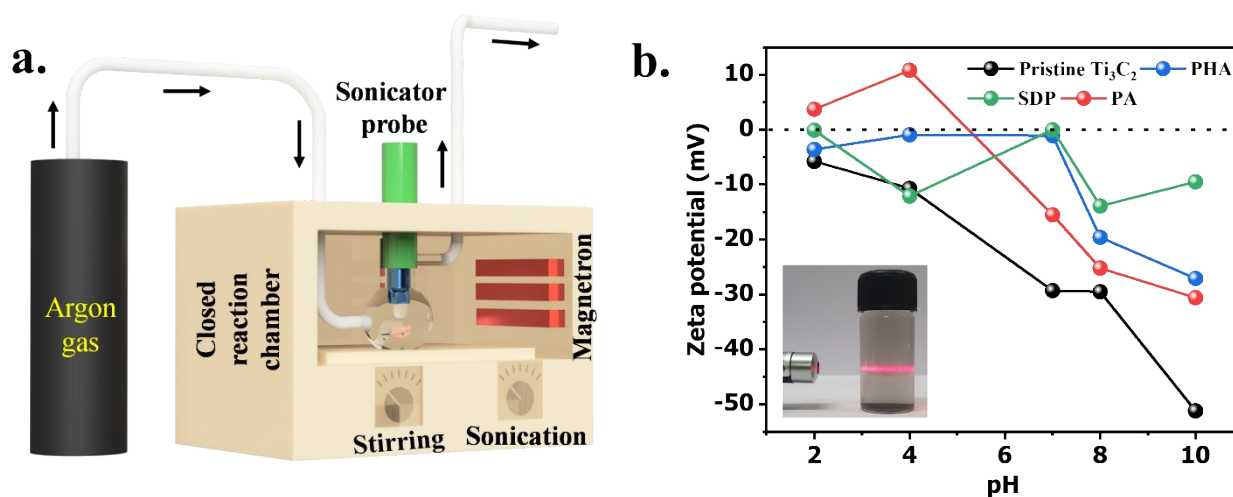 a.
Argon
gas
Sonicator
probe
Closed
reaction
chamber
Magnetron
Stirring
Sonication
b.
Pristine Ti₃C₂
PHA
SDP
PA
Zeta potential (mV)
10
0
-10
-20
-30
-40
-50
2
4
6
8
10
pH